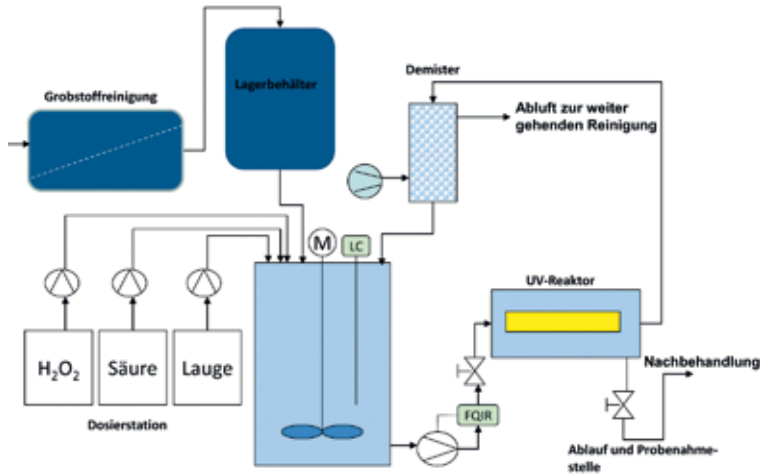 Grobstoffreinigung
Lagerbehälter
Demister
Abluft zur weiter
gehenden Reinigung
M
LC
UV-Reaktor
H₂O₂
Säure
Lauge
Dosierstation
FQIR
Nachbehandlung
Ablauf und Probenahme-
stelle